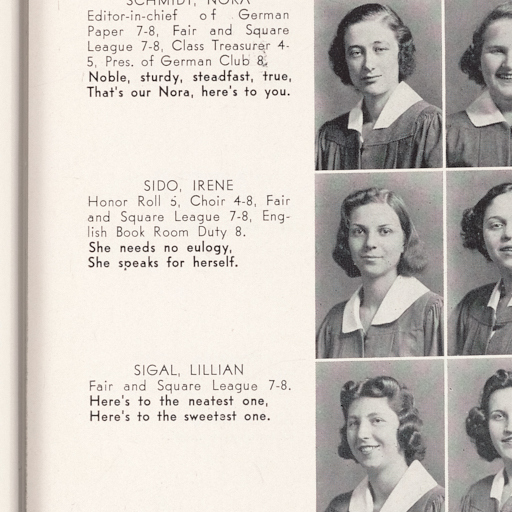 SCHMIDT, NORA
Editor-in-chief of German
Paper 7-8, Fair and Square
League 7-8, Class Treasurer 4-
5, Pres. of German Club 8.
Noble, sturdy, steadfast, true,
That's our Nora, here's to you.
SIDO, IRENE
Honor Roll 5, Choir 4-8, Fair
and Square League 7-8, Eng-
lish Book Room Duty 8.
She needs no eulogy,
She speaks for herself.
SIGAL, LILLIAN
Fair and Square League 7-8.
Here's to the neatest one,
Here's to the sweetest one.